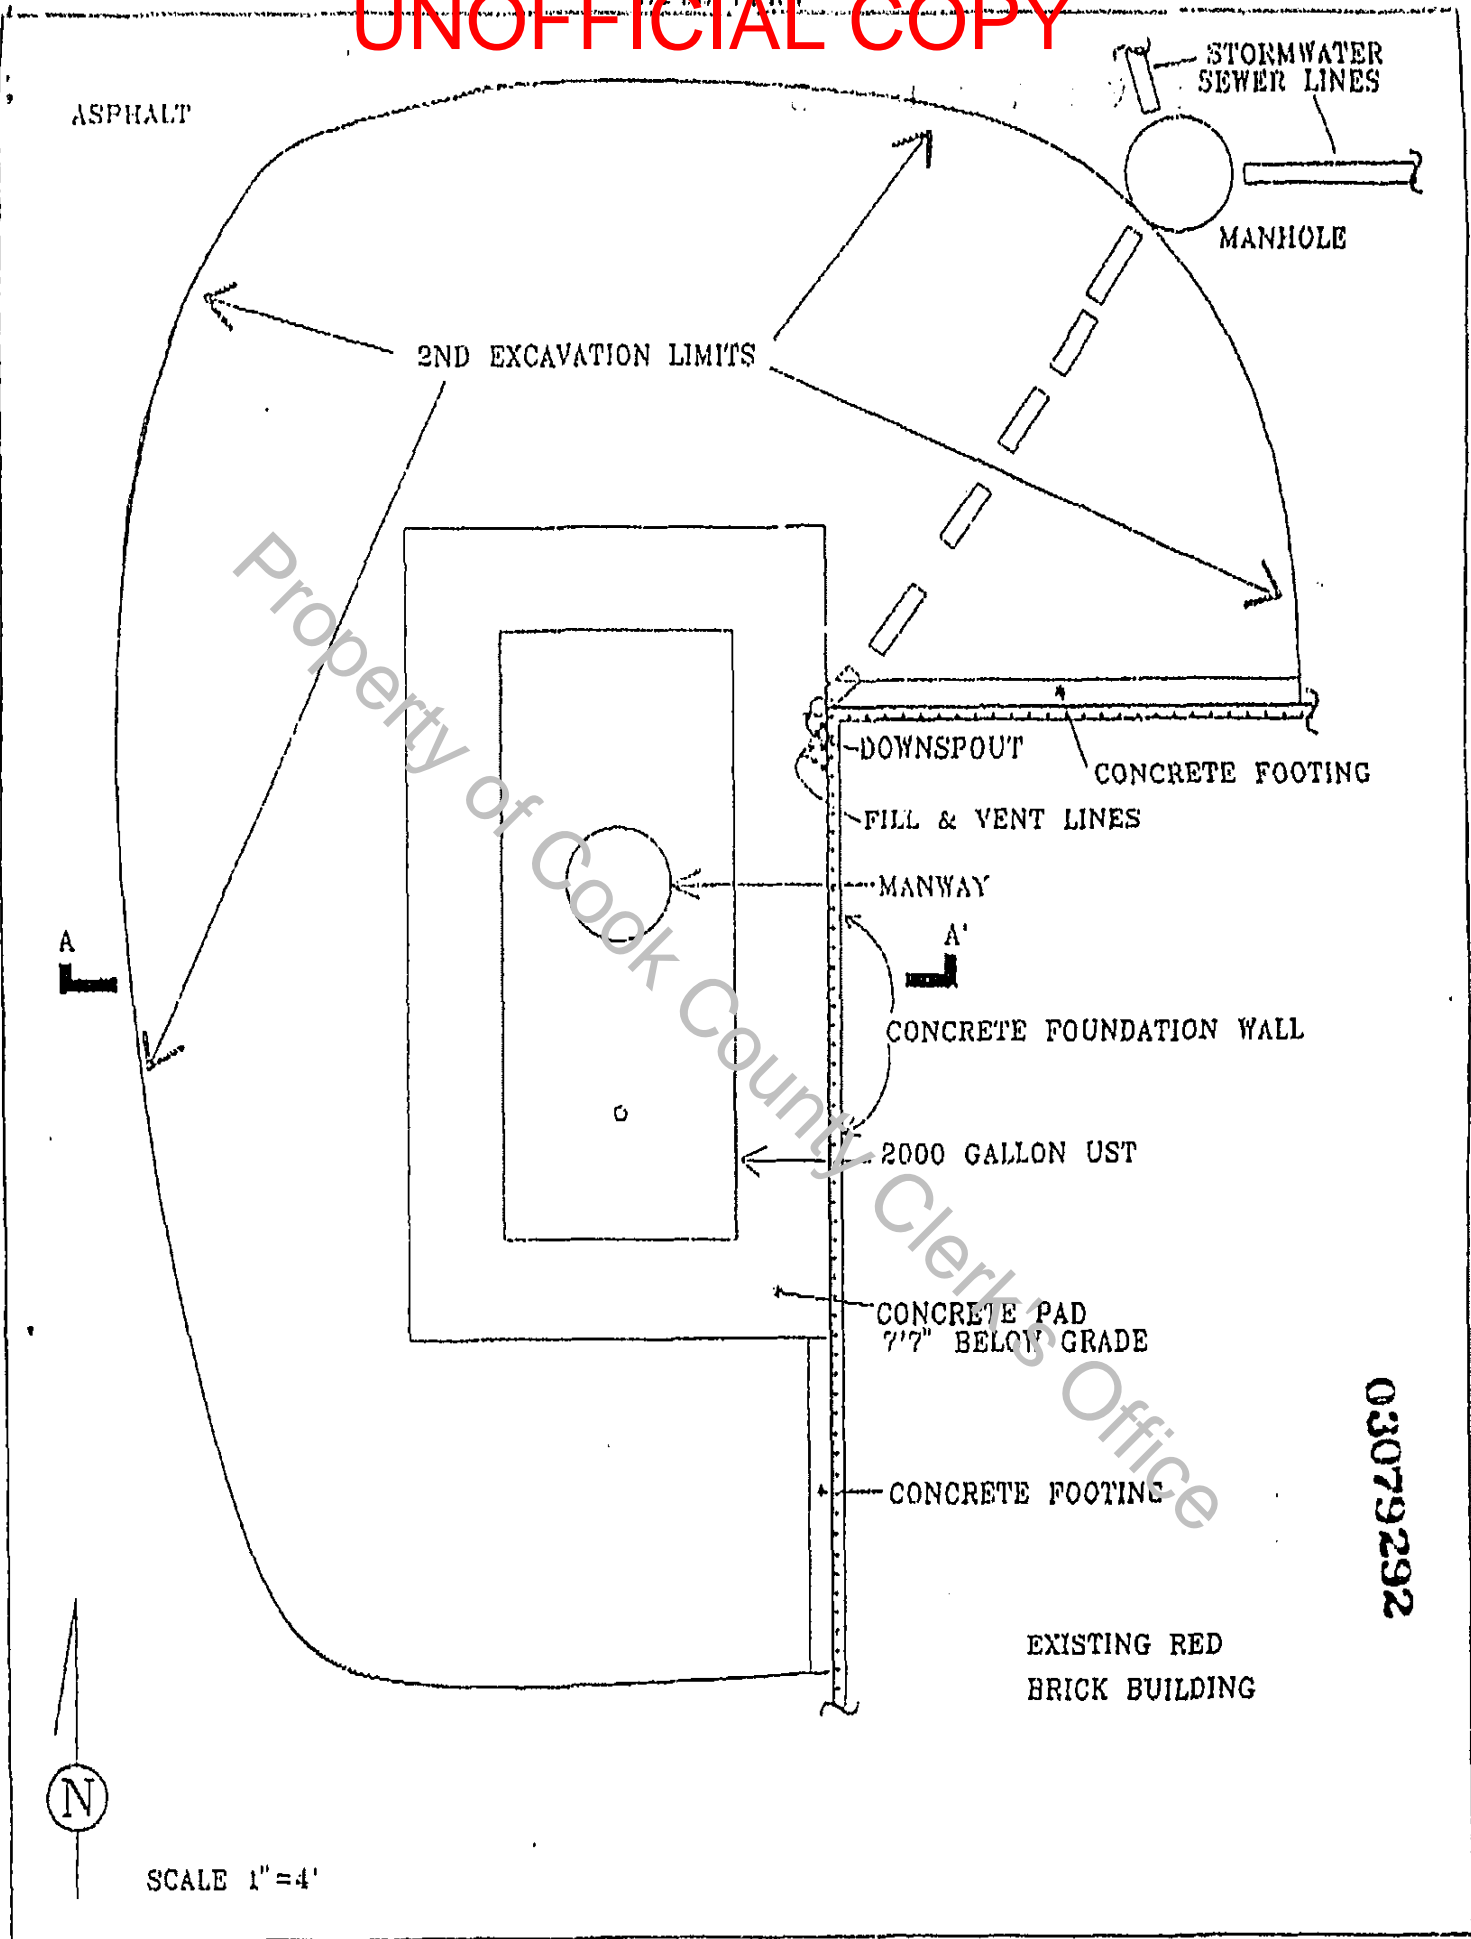 UNOFFICIAL COPY
STORMWATER
SEWER LINES
ASPHALT
MANHOLE
2ND EXCAVATION LIMITS
DOWNSPOUT
CONCRETE FOOTING
FILL & VENT LINES
MANWAY
A
A'
CONCRETE FOUNDATION WALL
2000 GALLON UST
CONCRETE PAD
7'7" BELOW GRADE
CONCRETE FOOTING
03079292
EXISTING RED
BRICK BUILDING
N
SCALE 1"=4'
Property of Cook County Clerk's Office